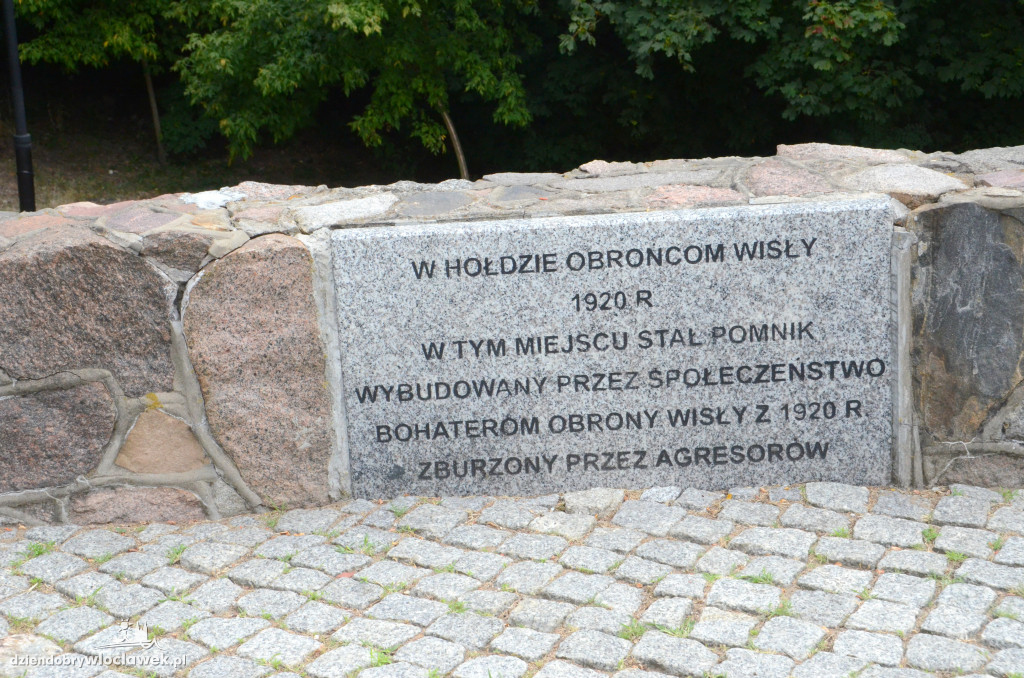 W HOŁDZIE OBROŃCOM WISŁY
1920 R
W TYM MIEJSCU STAŁ POMNIK
WYBUDOWANY PRZEZ SPOŁECZEŃSTWO
BOHATEROM OBRONY WISŁY Z 1920 R.
ZBURZONY PRZEZ AGRESORÓW
dziendobrywloclawek.pl